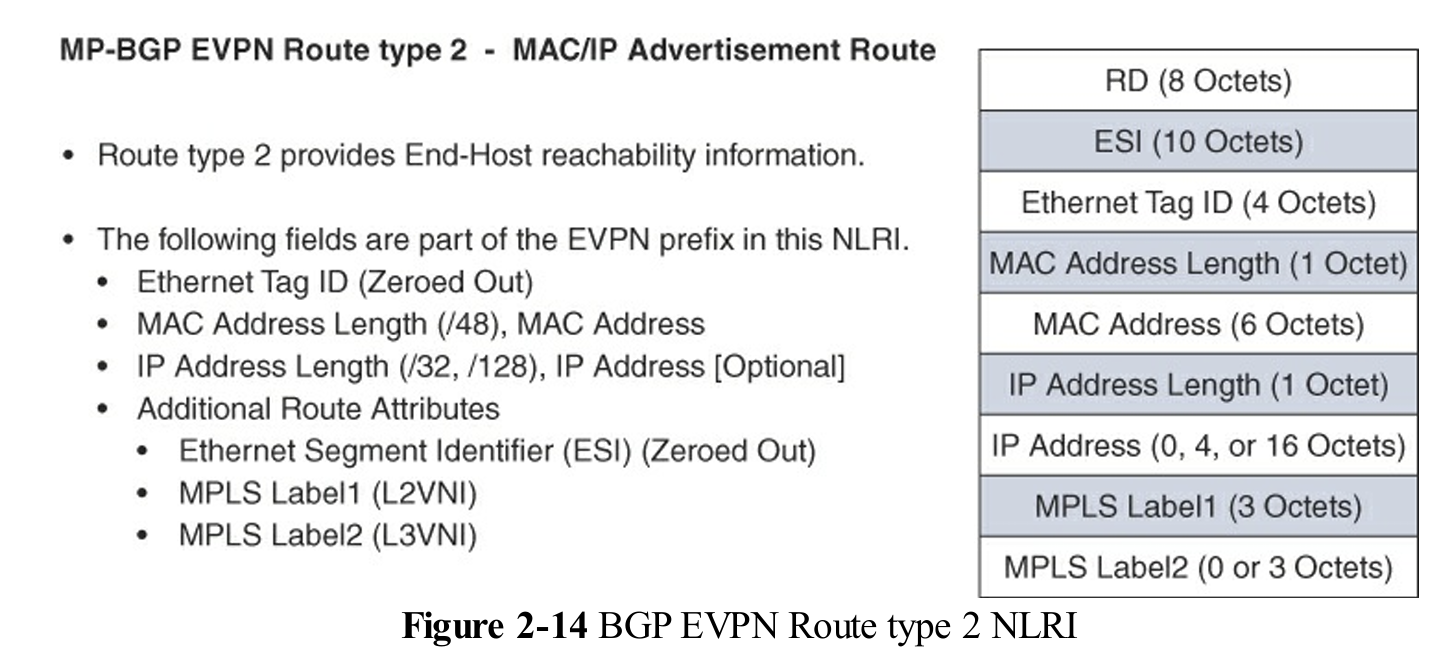 MP-BGP EVPN Route type 2 - MAC/IP Advertisement Route
• Route type 2 provides End-Host reachability information.
• The following fields are part of the EVPN prefix in this NLRI.
• Ethernet Tag ID (Zeroed Out)
• MAC Address Length (/48), MAC Address
• IP Address Length (/32, /128), IP Address [Optional]
• Additional Route Attributes
• Ethernet Segment Identifier (ESI) (Zeroed Out)
• MPLS Label1 (L2VNI)
• MPLS Label2 (L3VNI)
RD (8 Octets)
ESI (10 Octets)
Ethernet Tag ID (4 Octets)
MAC Address Length (1 Octet)
MAC Address (6 Octets)
IP Address Length (1 Octet)
IP Address (0, 4, or 16 Octets)
MPLS Label1 (3 Octets)
MPLS Label2 (0 or 3 Octets)
Figure 2-14 BGP EVPN Route type 2 NLRI